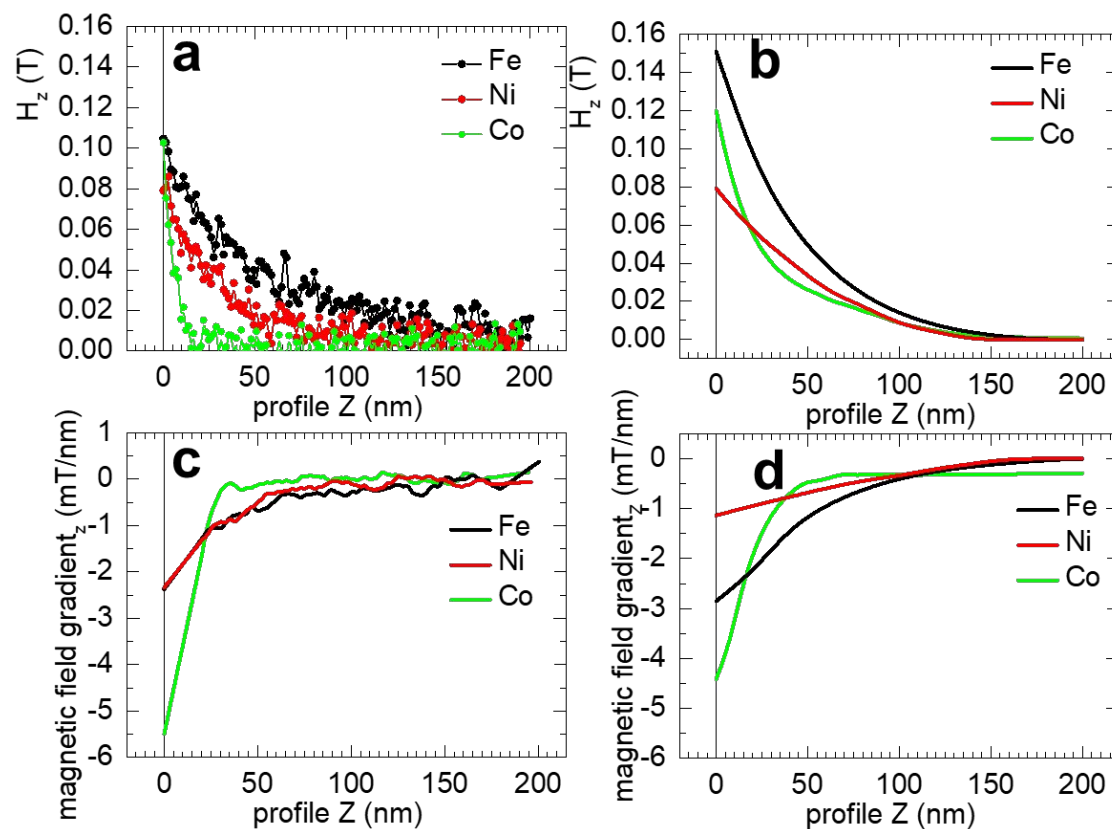 a
H_z (T)
0.16
0.14
0.12
0.10
0.08
0.06
0.04
0.02
0.00
Fe
Ni
Co
0 50 100 150 200
profile Z (nm)
b
H_z (T)
0.16
0.14
0.12
0.10
0.08
0.06
0.04
0.02
0.00
Fe
Ni
Co
0 50 100 150 200
profile Z (nm)
c
magnetic field gradient_z (mT/nm)
1
0
-1
-2
-3
-4
-5
-6
Fe
Ni
Co
0 50 100 150 200
profile Z (nm)
d
magnetic field gradient_z (mT/nm)
0
-1
-2
-3
-4
-5
-6
Fe
Ni
Co
0 50 100 150 200
profile Z (nm)